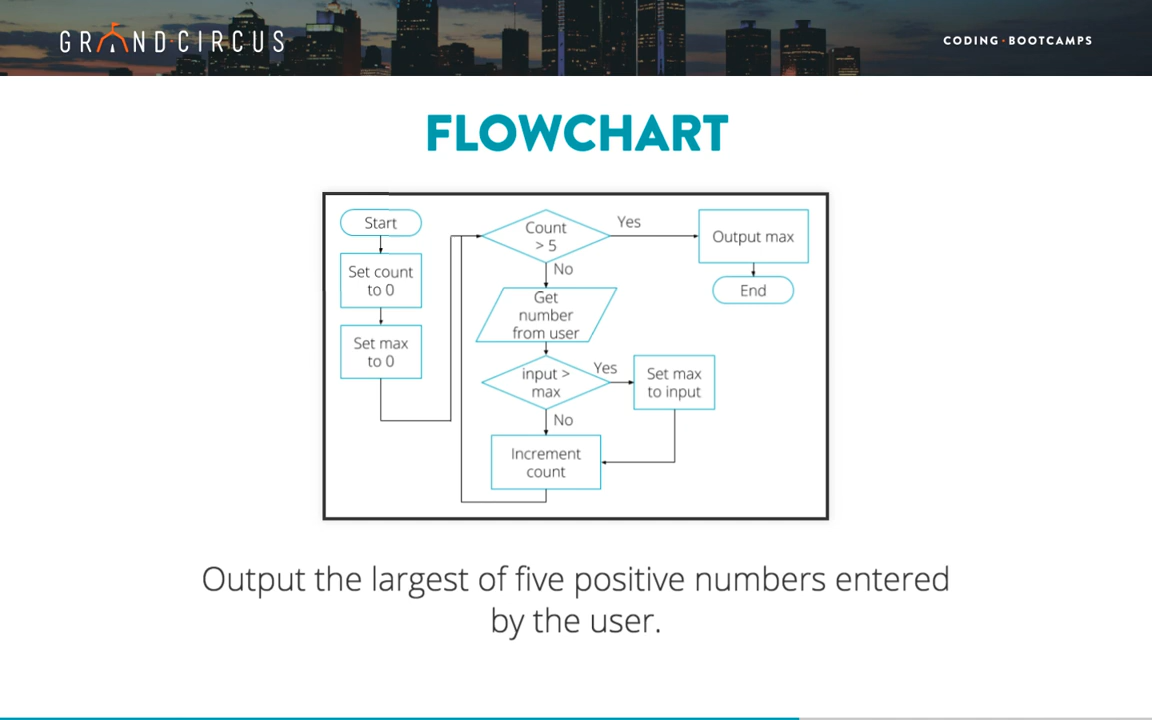 GRAND CIRCUS
CODING · BOOTCAMPS
FLOWCHART
Start
Set count
to 0
Set max
to 0
Count
> 5
Yes
No
Output max
End
Get
number
from user
input >
max
Yes
No
Set max
to input
Increment
count
Output the largest of five positive numbers entered
by the user.